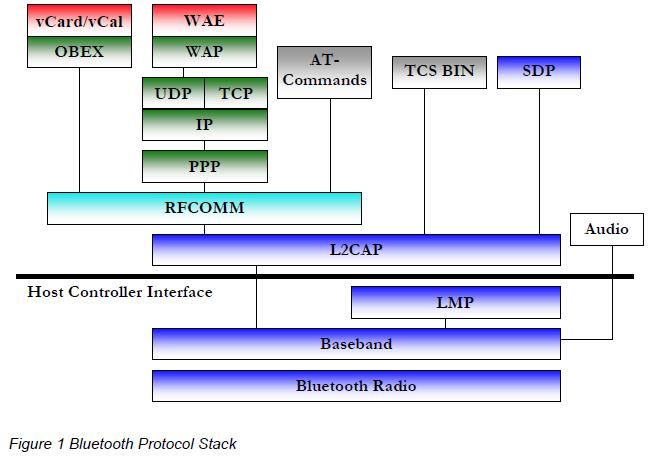 vCard/vCal
WAE
OBEX
WAP
AT-
Commands
TCS BIN
SDP
UDP
TCP
IP
PPP
RFCOMM
Audio
L2CAP
Host Controller Interface
LMP
Baseband
Bluetooth Radio
Figure 1 Bluetooth Protocol Stack